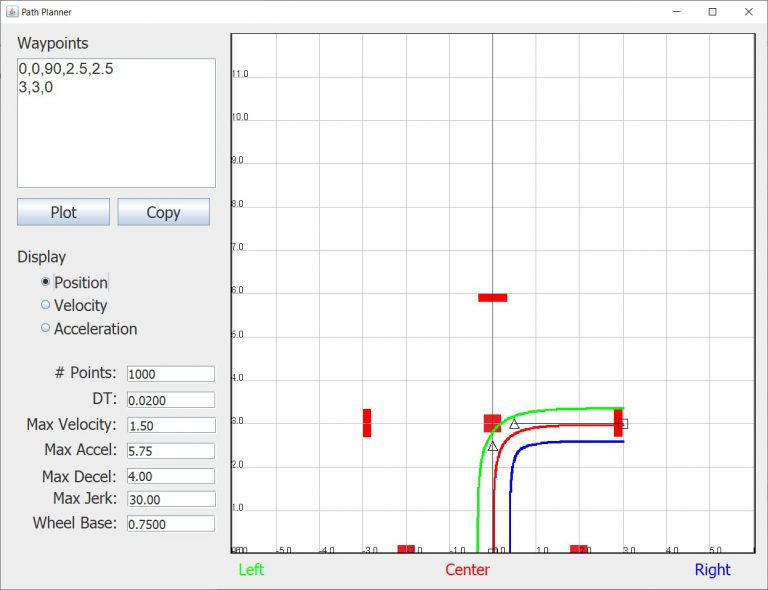 Path Planner
Waypoints
0,0,90,2.5,2.5
3,3,0
Plot
Copy
Display
Position
Velocity
Acceleration
# Points: 1000
DT: 0.0200
Max Velocity: 1.50
Max Accel: 5.75
Max Decel: 4.00
Max Jerk: 30.00
Wheel Base: 0.7500
11.0
10.0
9.0
8.0
7.0
6.0
5.0
4.0
3.0
2.0
1.0
-5.0 -4.0 -3.0 -2.0 -1.0 0.0 1.0 2.0 3.0 4.0 5.0
Left
Center
Right